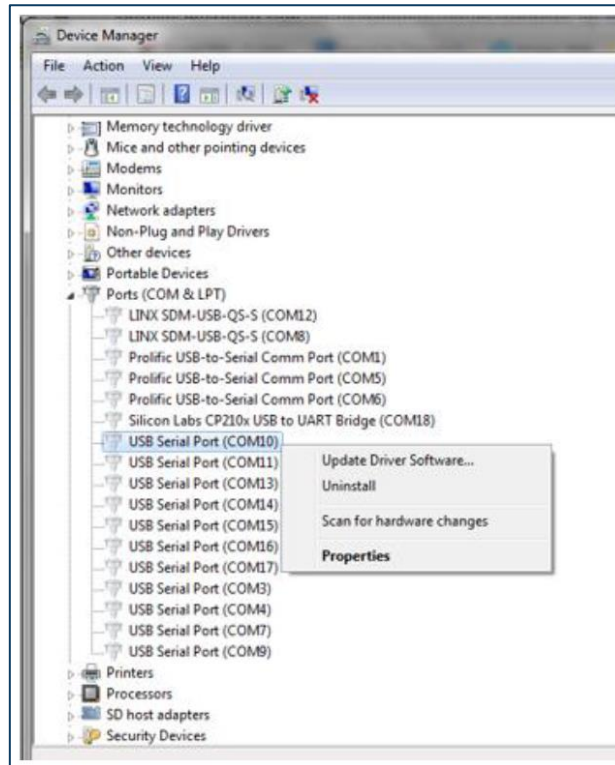 Device Manager
File Action View Help
Memory technology driver
Mice and other pointing devices
Modems
Monitors
Network adapters
Non-Plug and Play Drivers
Other devices
Portable Devices
Ports (COM & LPT)
LINX SDM-USB-QS-S (COM12)
LINX SDM-USB-QS-S (COM8)
Prolific USB-to-Serial Comm Port (COM1)
Prolific USB-to-Serial Comm Port (COM5)
Prolific USB-to-Serial Comm Port (COM6)
Silicon Labs CP210x USB to UART Bridge (COM18)
USB Serial Port (COM10)
USB Serial Port (COM11)
USB Serial Port (COM13)
USB Serial Port (COM14)
USB Serial Port (COM15)
USB Serial Port (COM16)
USB Serial Port (COM17)
USB Serial Port (COM3)
USB Serial Port (COM4)
USB Serial Port (COM7)
USB Serial Port (COM9)
Printers
Processors
SD host adapters
Security Devices
Update Driver Software...
Uninstall
Scan for hardware changes
Properties